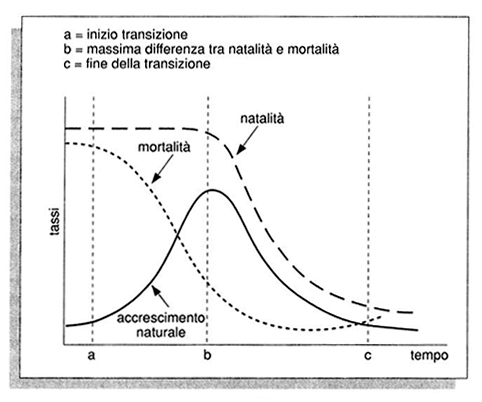 a = inizio transizione
b = massima differenza tra natalità e mortalità
c = fine della transizione
natalità
mortalità
tassi
accrescimento
naturale
a
b
c
tempo